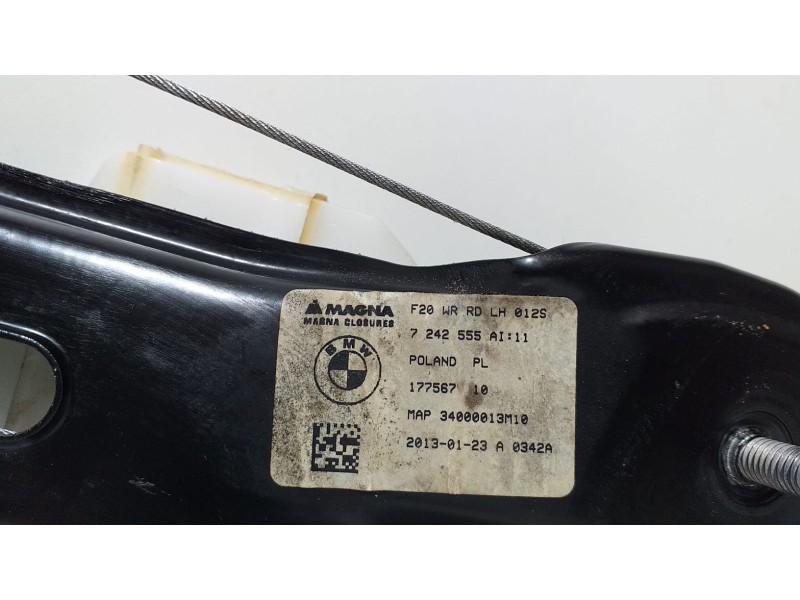 MAGNA
MAGNA CLOSURES
BMW
F20 WR RD LH 012S
7 242 555 AI:11
POLAND PL
177567 10
MAP 34000013M10
2013-01-23 A 0342A